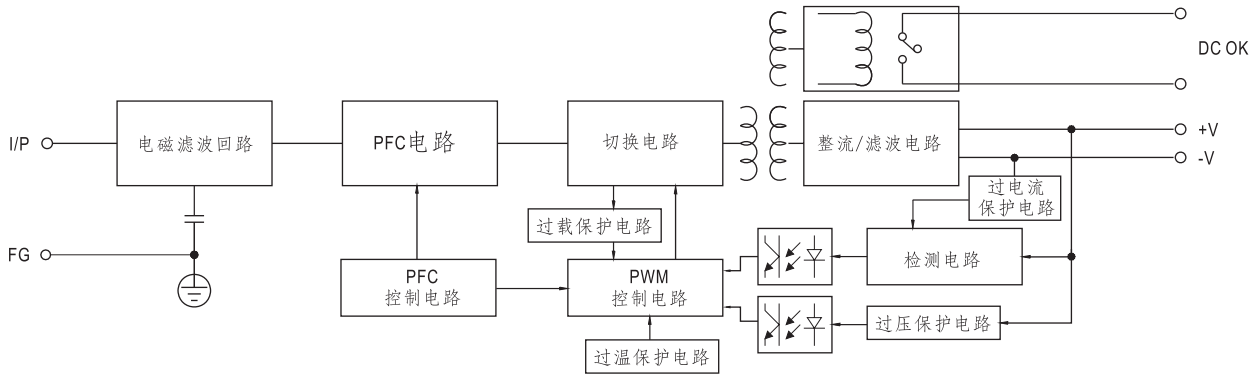 DC OK
I/P
电磁滤波回路
PFC电路
切换电路
整流/滤波电路
+V
-V
过电流
保护电路
过载保护电路
FG
PFC
控制电路
PWM
控制电路
检测电路
过压保护电路
过温保护电路